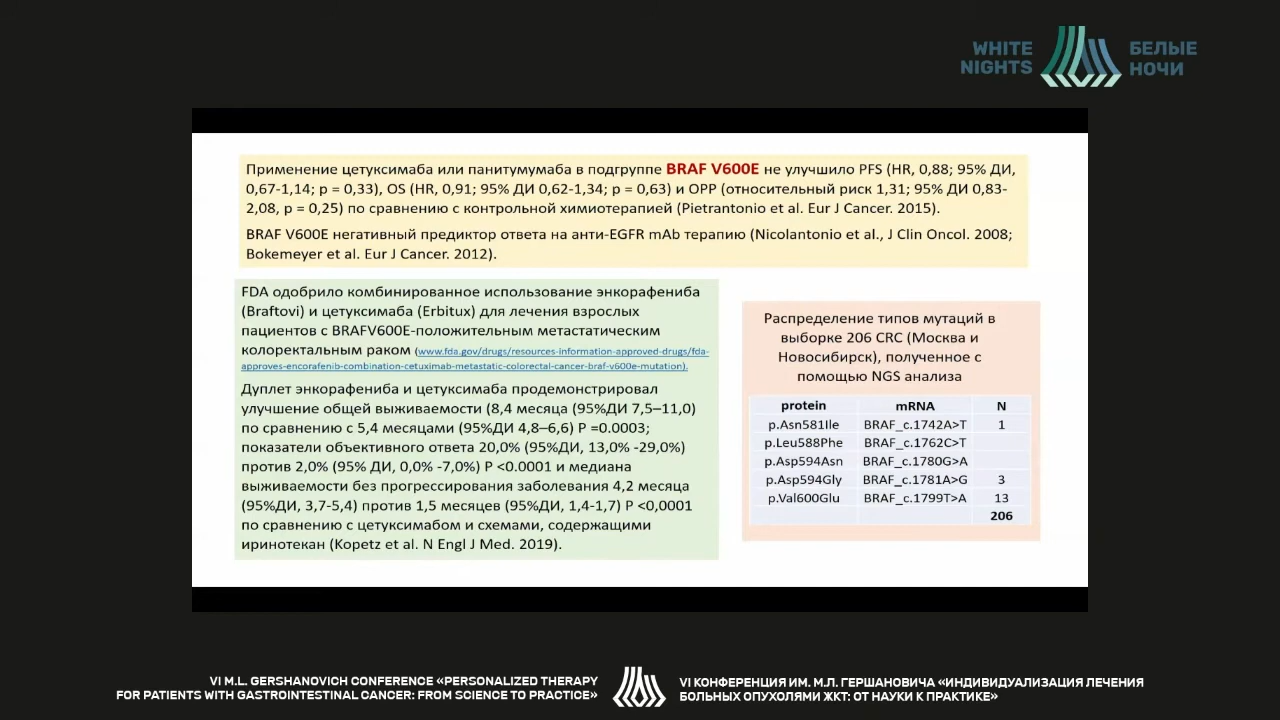 WHITE
NIGHTS
БЕЛЫЕ
НОЧИ
Применение цетуксимаба или панитумумаба в подгруппе BRAF V600E не улучшило PFS (HR, 0,88; 95% ДИ,
0,67-1,14; p = 0,33), OS (HR, 0,91; 95% ДИ 0,62-1,34; p = 0,63) и ОРР (относительный риск 1,31; 95% ДИ 0,83-
2,08, p = 0,25) по сравнению с контрольной химиотерапией (Pietrantonio et al. Eur J Cancer. 2015).
BRAF V600E негативный предиктор ответа на анти-EGFR mAb терапию (Nicolantonio et al., J Clin Oncol. 2008;
Bokemeyer et al. Eur J Cancer. 2012).
FDA одобрило комбинированное использование энкорафениба
(Braftovi) и цетуксимаба (Erbitux) для лечения взрослых
пациентов с BRAFV600E-положительным метастатическим
колоректальным раком (www.fda.gov/drugs/resources-information-approved-drugs/fda-
approves-encorafenib-combination-cetuximab-metastatic-colorectal-cancer-braf-v600e-mutation).
Дуплет энкорафениба и цетуксимаба продемонстрировал
улучшение общей выживаемости (8,4 месяца (95%ДИ 7,5–11,0)
по сравнению с 5,4 месяцами (95%ДИ 4,8–6,6) P =0.0003;
показатели объективного ответа 20,0% (95%ДИ, 13,0% -29,0%)
против 2,0% (95% ДИ, 0,0% -7,0%) P <0.0001 и медиана
выживаемости без прогрессирования заболевания 4,2 месяца
(95%ДИ, 3,7-5,4) против 1,5 месяцев (95%ДИ, 1,4-1,7) P <0,0001
по сравнению с цетуксимабом и схемами, содержащими
иринотекан (Kopetz et al. N Engl J Med. 2019).
Распределение типов мутаций в
выборке 206 CRC (Москва и
Новосибирск), полученное с
помощью NGS анализа
protein mRNA N
p.Asn581Ile BRAF_c.1742A>T 1
p.Leu588Phe BRAF_c.1762C>T
p.Asp594Asn BRAF_c.1780G>A
p.Asp594Gly BRAF_c.1781A>G 3
p.Val600Glu BRAF_c.1799T>A 13
206
VI M.L. GERSHANOVICH CONFERENCE «PERSONALIZED THERAPY
FOR PATIENTS WITH GASTROINTESTINAL CANCER: FROM SCIENCE TO PRACTICE»
VI КОНФЕРЕНЦИЯ ИМ. М.Л. ГЕРШАНОВИЧА «ИНДИВИДУАЛИЗАЦИЯ ЛЕЧЕНИЯ
БОЛЬНЫХ ОПУХОЛЯМИ ЖКТ: ОТ НАУКИ К ПРАКТИКЕ»